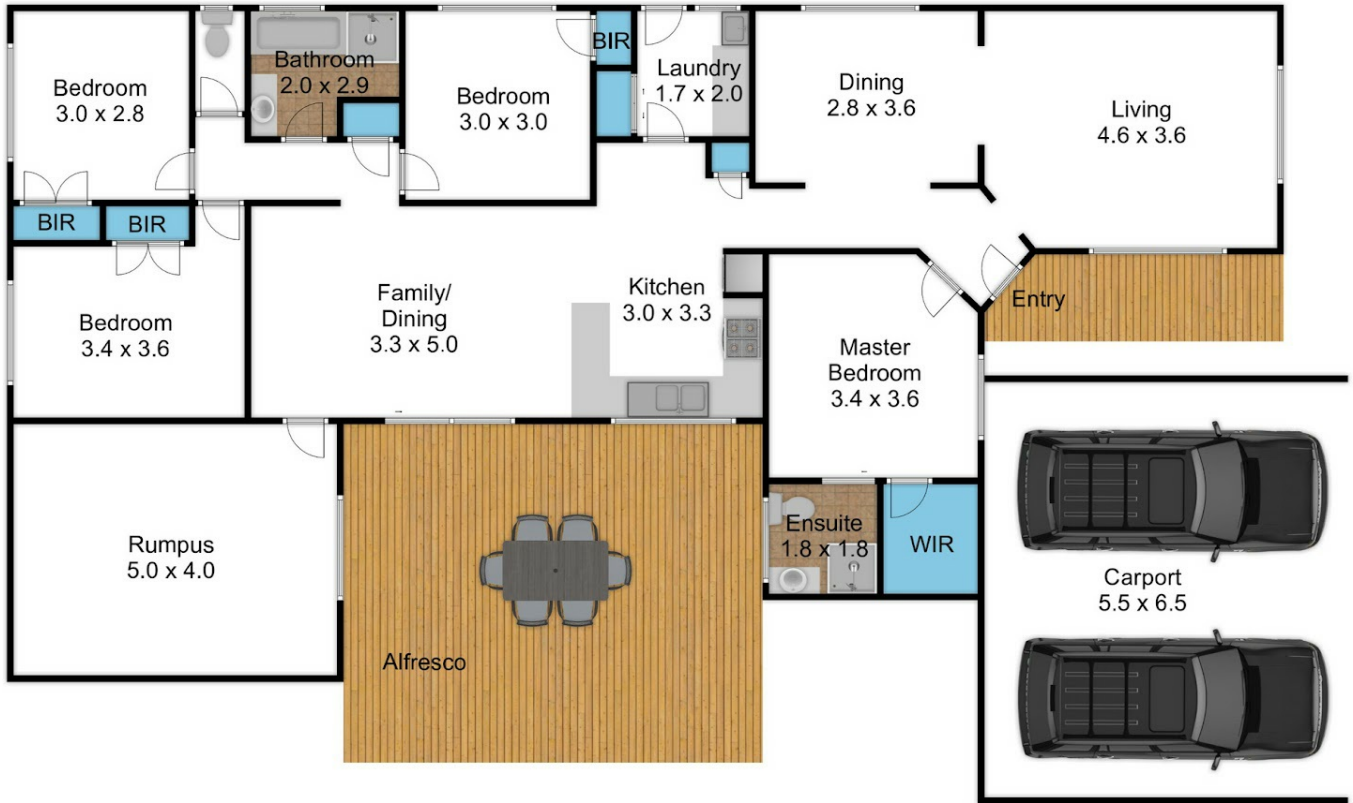 Bedroom
3.0 x 2.8
Bathroom
2.0 x 2.9
Bedroom
3.0 x 3.0
BIR
Laundry
1.7 x 2.0
Dining
2.8 x 3.6
Living
4.6 x 3.6
BIR
BIR
Bedroom
3.4 x 3.6
Family/
Dining
3.3 x 5.0
Kitchen
3.0 x 3.3
Entry
Master
Bedroom
3.4 x 3.6
Rumpus
5.0 x 4.0
Alfresco
Ensuite
1.8 x 1.8
WIR
Carport
5.5 x 6.5